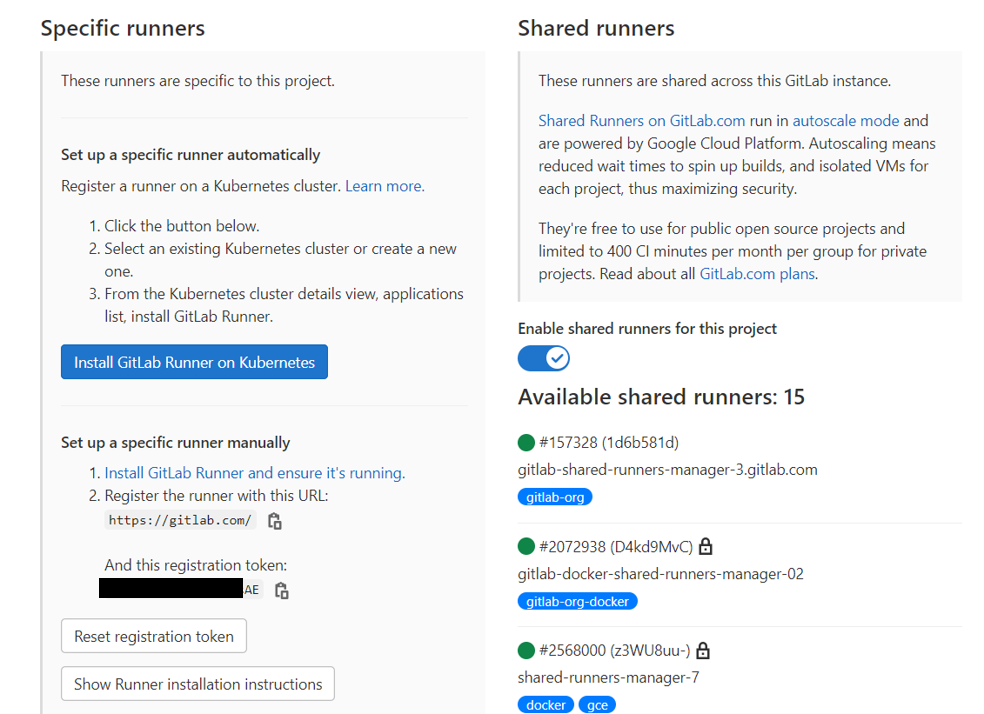 Specific runners
These runners are specific to this project.
Set up a specific runner automatically
Register a runner on a Kubernetes cluster. Learn more.
1. Click the button below.
2. Select an existing Kubernetes cluster or create a new
one.
3. From the Kubernetes cluster details view, applications
list, install GitLab Runner.
Install GitLab Runner on Kubernetes
Set up a specific runner manually
1. Install GitLab Runner and ensure it's running.
2. Register the runner with this URL:
https://gitlab.com/
And this registration token:
AE
Reset registration token
Show Runner installation instructions
Shared runners
These runners are shared across this GitLab instance.
Shared Runners on GitLab.com run in autoscale mode and
are powered by Google Cloud Platform. Autoscaling means
reduced wait times to spin up builds, and isolated VMs for
each project, thus maximizing security.
They're free to use for public open source projects and
limited to 400 CI minutes per month per group for private
projects. Read about all GitLab.com plans.
Enable shared runners for this project
Available shared runners: 15
#157328 (1d6b581d)
gitlab-shared-runners-manager-3.gitlab.com
gitlab-org
#2072938 (D4kd9MvC)
gitlab-docker-shared-runners-manager-02
gitlab-org-docker
#2568000 (z3WU8uu-)
shared-runners-manager-7
docker gce